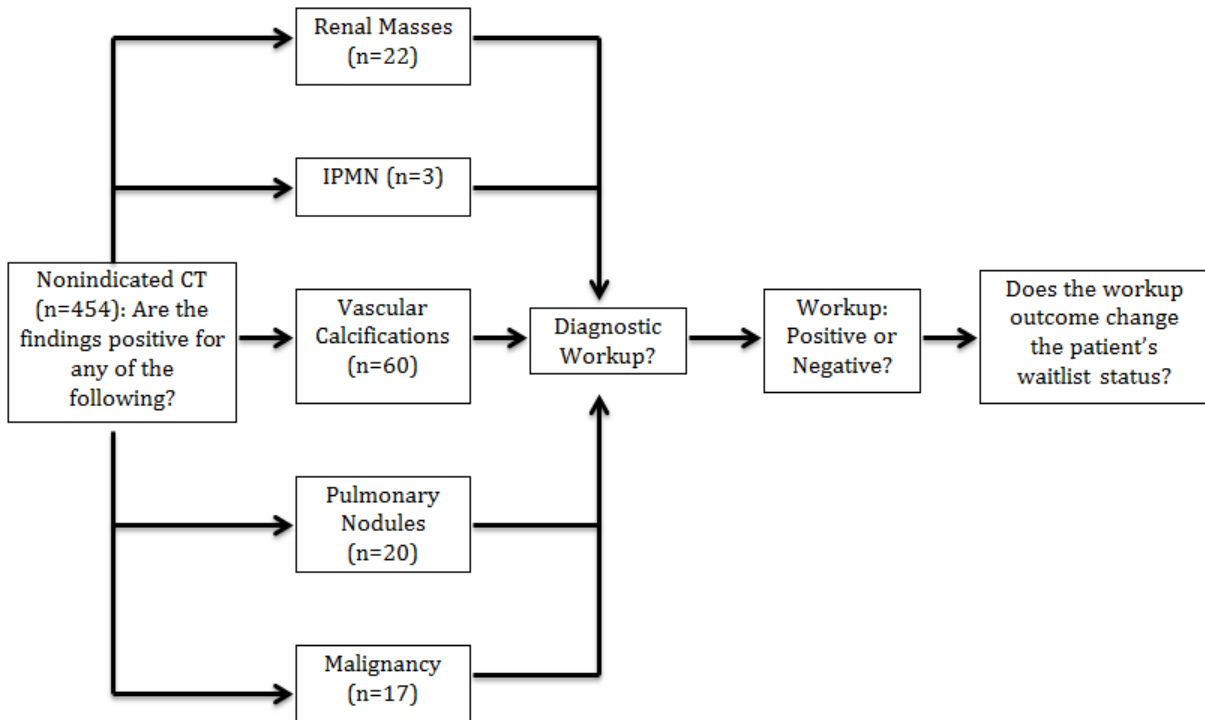 Renal Masses
(n=22)
IPMN (n=3)
Nonindicated CT
(n=454): Are the
findings positive for
any of the
following?
Vascular
Calcifications
(n=60)
Diagnostic
Workup?
Workup:
Positive or
Negative?
Does the workup
outcome change
the patient’s
waitlist status?
Pulmonary
Nodules
(n=20)
Malignancy
(n=17)